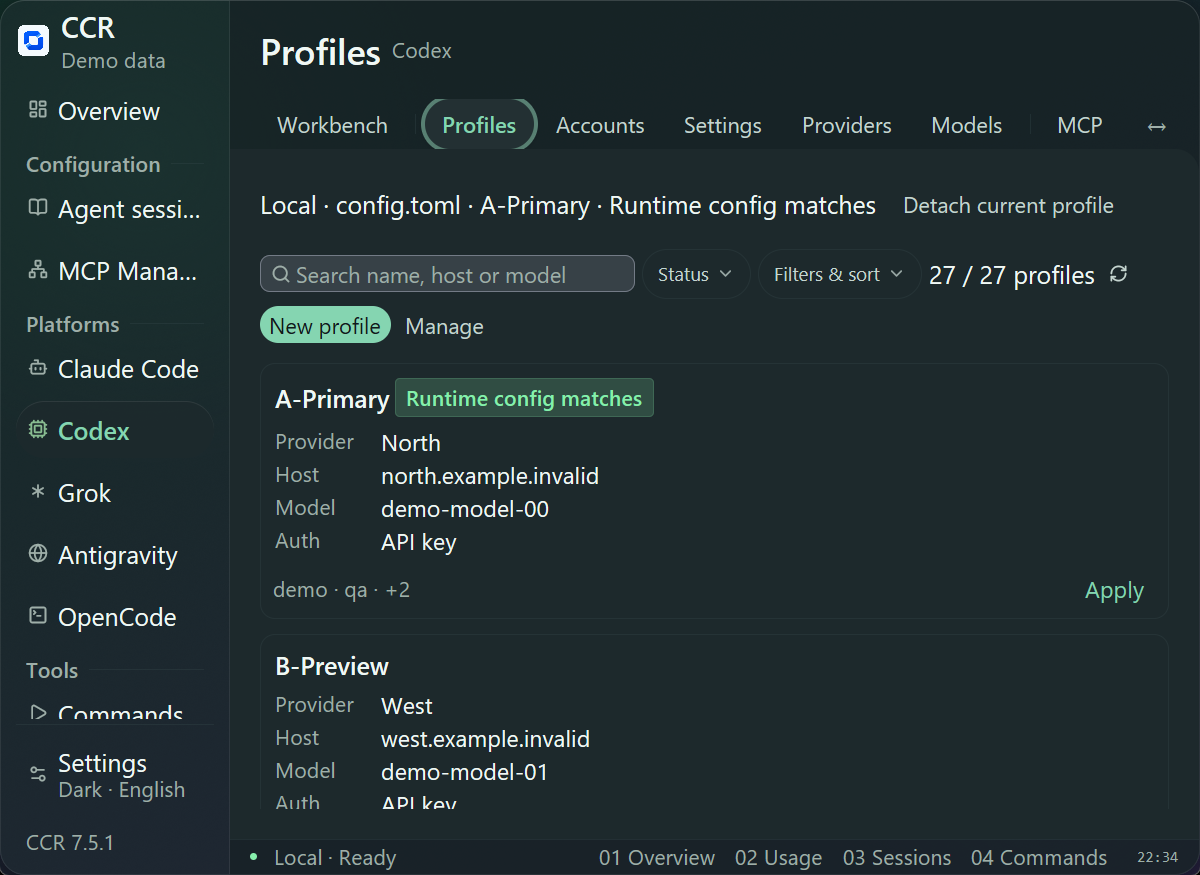 CCR
Demo data
Overview
Configuration
Agent sessi...
MCP Mana...
Platforms
Claude Code
Codex
Grok
Antigravity
OpenCode
Tools
Commands
Settings
Dark · English
CCR 7.5.1
Profiles Codex
Workbench Profiles Accounts Settings Providers Models MCP
Local · config.toml · A-Primary · Runtime config matches Detach current profile
Search name, host or model Status Filters & sort 27 / 27 profiles
New profile Manage
A-Primary Runtime config matches
Provider North
Host north.example.invalid
Model demo-model-00
Auth API key
demo · qa · +2 Apply
B-Preview
Provider West
Host west.example.invalid
Model demo-model-01
Auth API key
Local · Ready 01 Overview 02 Usage 03 Sessions 04 Commands 22:34